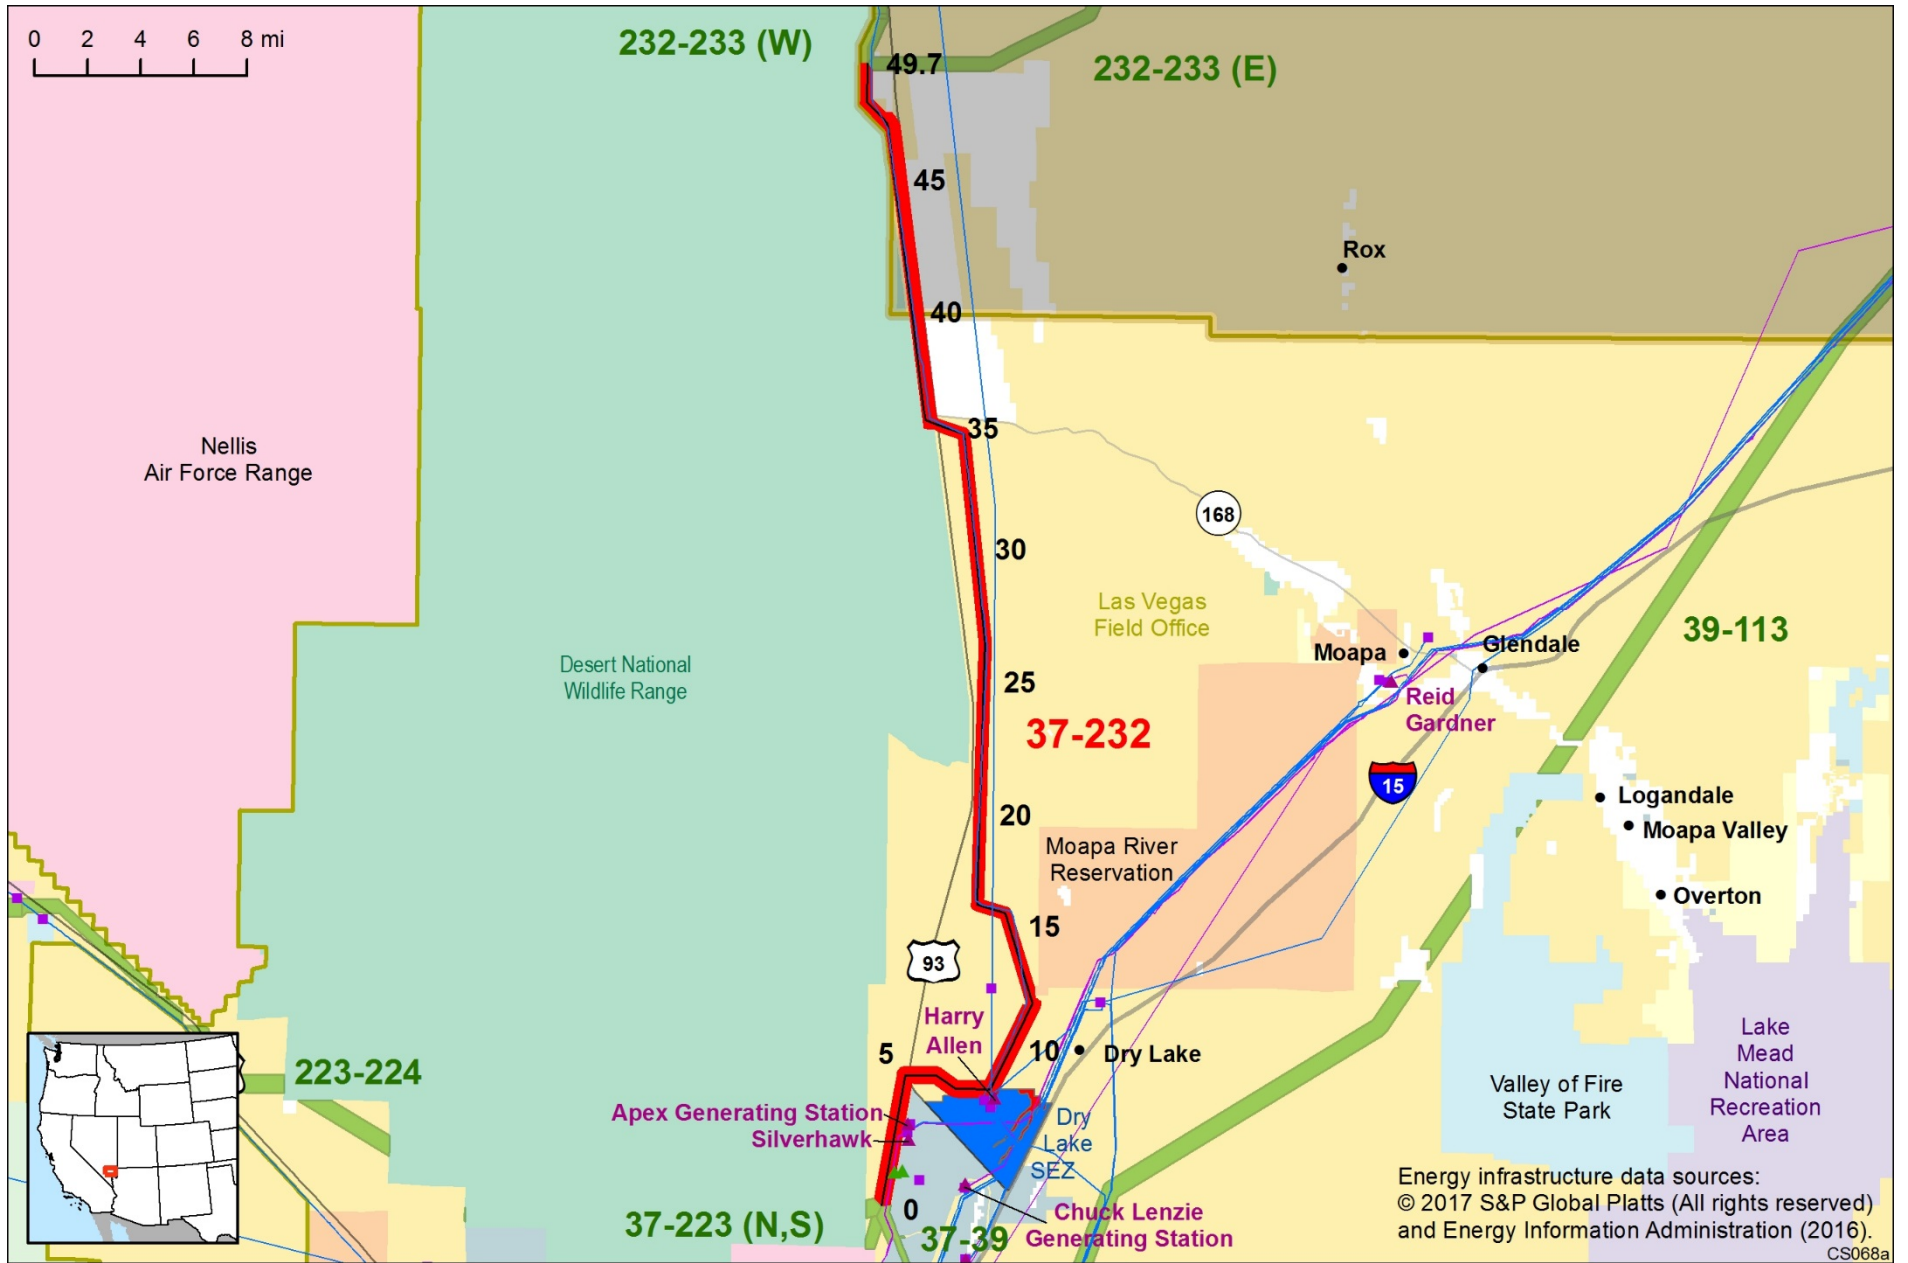 0 2 4 6 8 mi
232-233 (W)
49.7
232-233 (E)
45
Rox
40
35
Nellis
Air Force Range
168
30
Las Vegas
Field Office
39-113
Desert National
Wildlife Range
Moapa
Glendale
25
Reid
Gardner
37-232
15
Logandale
20
Moapa Valley
Moapa River
Reservation
Overton
15
93
Harry
Allen
Lake
Mead
National
Recreation
Area
5
10
Dry Lake
223-224
Valley of Fire
State Park
Apex Generating Station
Silverhawk
Dry
Lake
SEZ
0
Chuck Lenzie
Generating Station
37-223 (N,S)
37-39
Energy infrastructure data sources:
© 2017 S&P Global Platts (All rights reserved)
and Energy Information Administration (2016).
CS068a